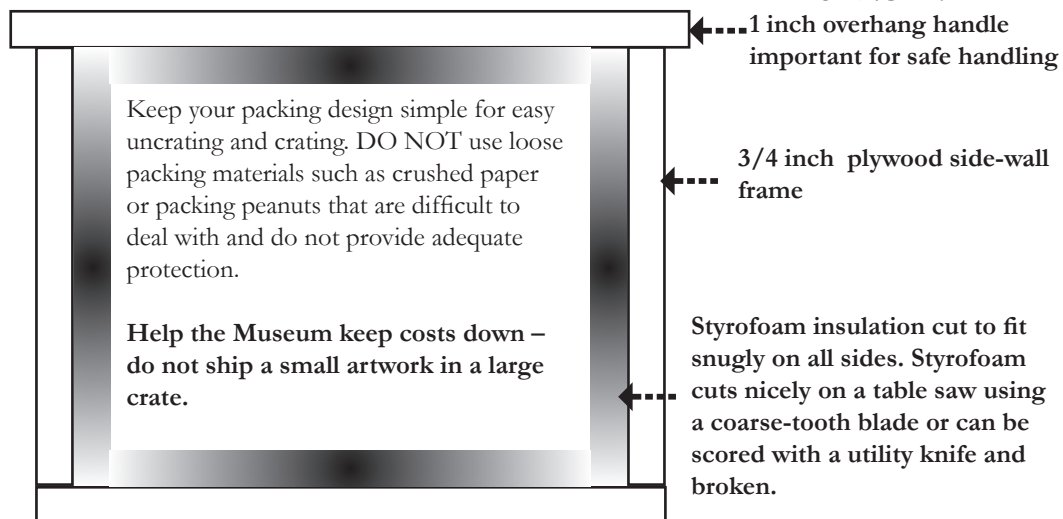 1 inch overhang handle
important for safe handling
Keep your packing design simple for easy
uncrating and crating. DO NOT use loose
packing materials such as crushed paper
or packing peanuts that are difficult to
deal with and do not provide adequate
protection.
Help the Museum keep costs down –
do not ship a small artwork in a large
crate.
3/4 inch  plywood side-wall
frame
Styrofoam insulation cut to fit
snugly on all sides. Styrofoam
cuts nicely on a table saw using
a coarse-tooth blade or can be
scored with a utility knife and
broken.